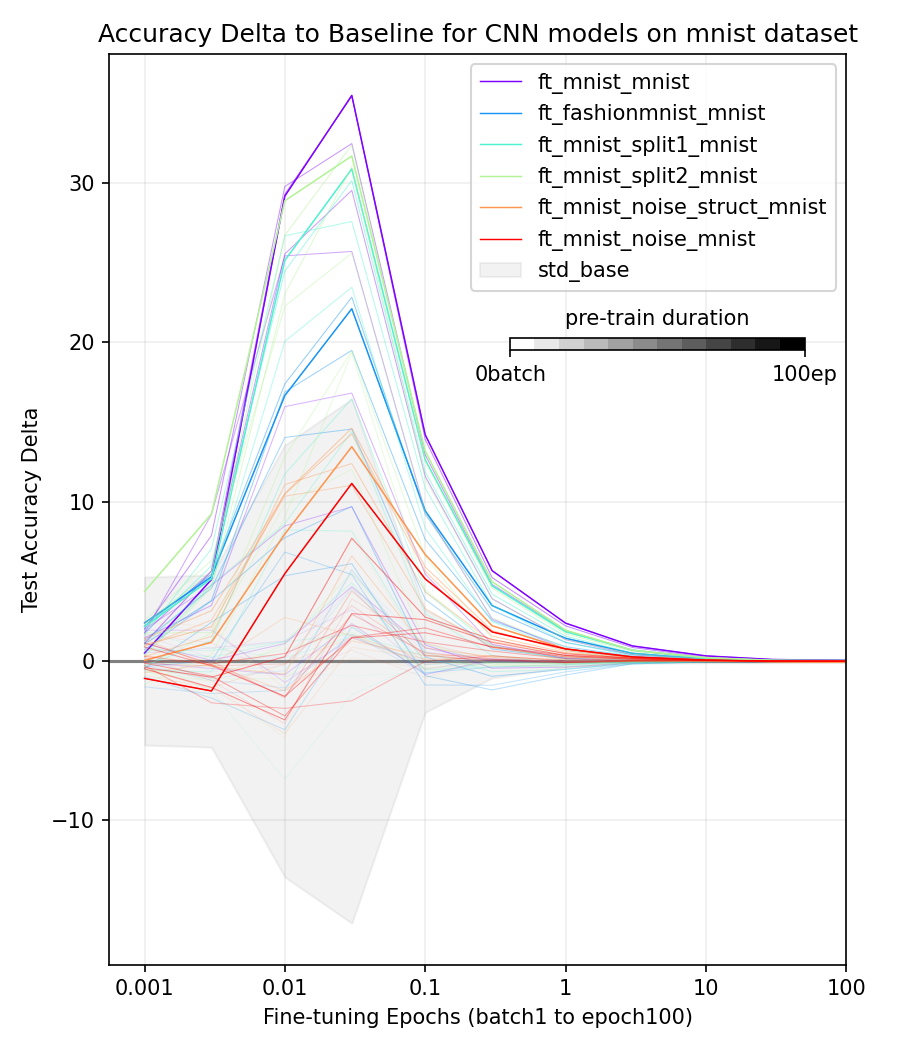 Accuracy Delta to Baseline for CNN models on mnist dataset
ft_mnist_mnist
ft_fashionmnist_mnist
ft_mnist_split1_mnist
ft_mnist_split2_mnist
ft_mnist_noise_struct_mnist
ft_mnist_noise_mnist
std_base
pre-train duration
0batch 100ep
Test Accuracy Delta
30
20
10
0
−10
0.001 0.01 0.1 1 10 100
Fine-tuning Epochs (batch1 to epoch100)